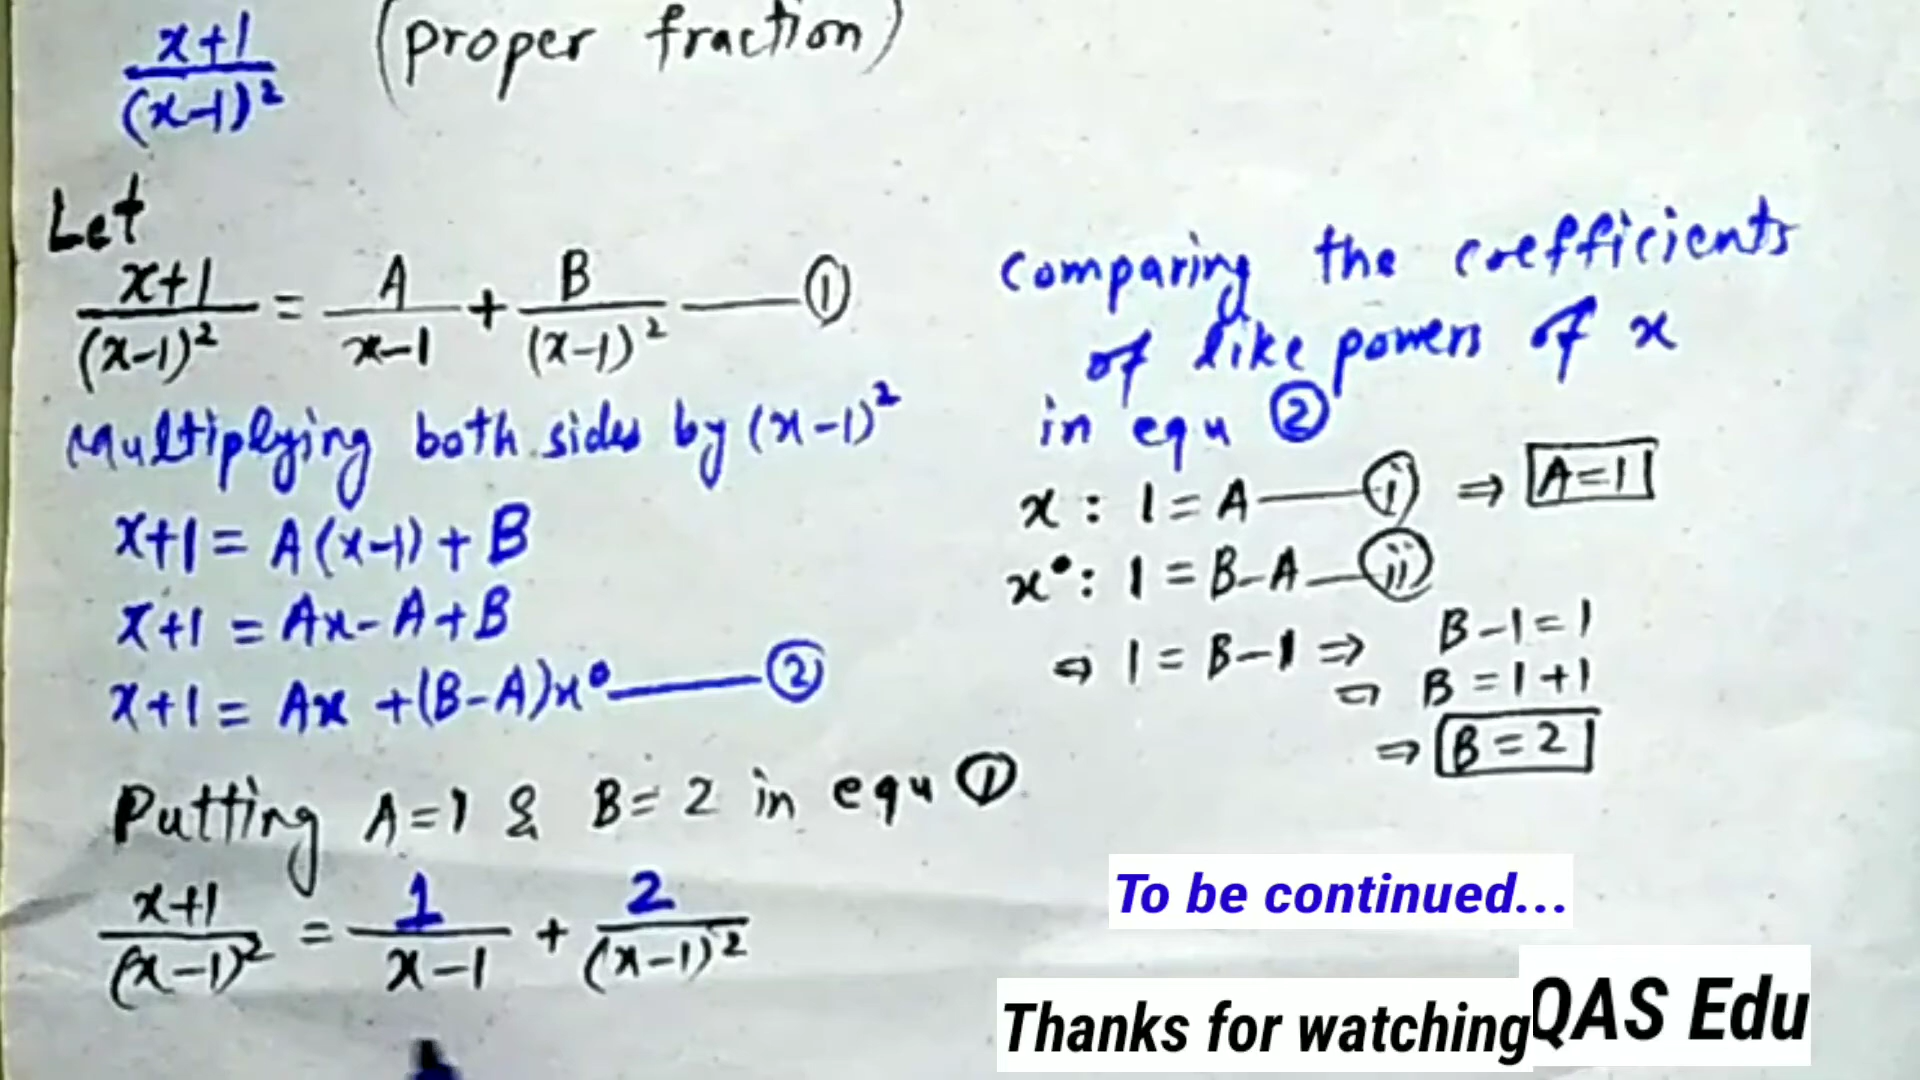 x+1/(x-1)² (proper fraction)
Let
x+1/(x-1)² = A/x-1 + B/(x-1)² —— ①
Multiplying both sides by (x-1)²
x+1 = A(x-1) + B
x+1 = Ax - A + B
x+1 = Ax + (B-A)x⁰ —— ②
Putting A=1 & B=2 in equ ①
x+1/(x-1)² = 1/x-1 + 2/(x-1)²
Comparing the coefficients
of like powers of x
in equ ②
x : 1 = A —— (i) ⇒ A=1
x⁰ : 1 = B-A — (ii)
⇒ 1 = B-1 ⇒ B-1=1
⇒ B = 1+1
⇒ B = 2
To be continued...
Thanks for watching QAS Edu